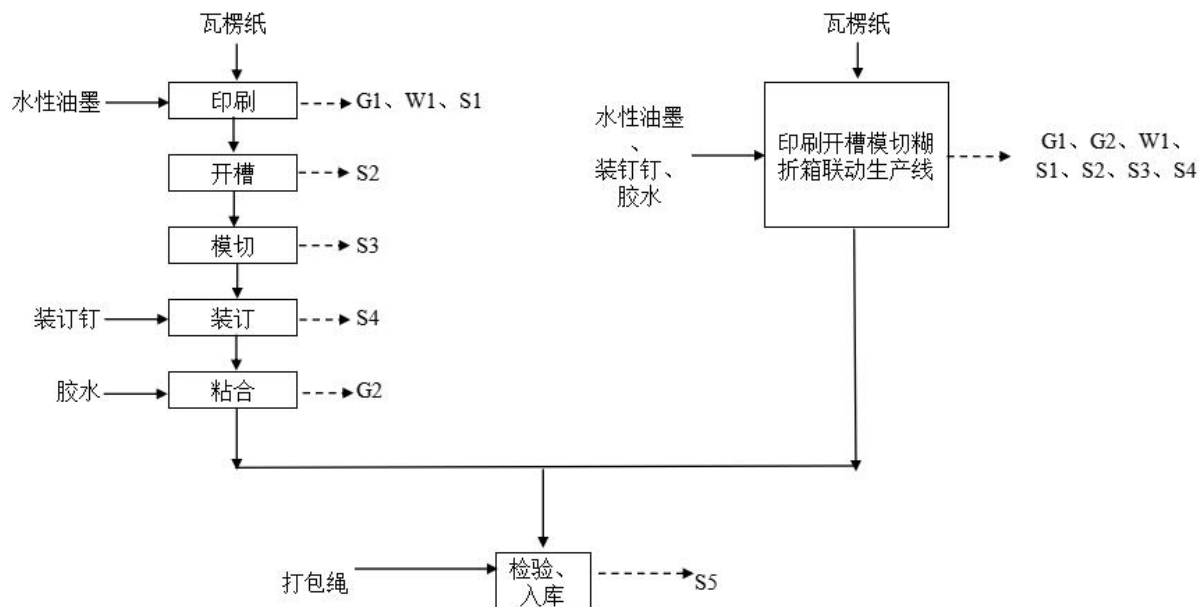 瓦楞纸
水性油墨
印刷
G1、W1、S1
开槽
S2
模切
S3
装订钉
装订
S4
胶水
粘合
G2
瓦楞纸
水性油墨
、
装钉钉、
胶水
印刷开槽模切糊
折箱联动生产线
G1、G2、W1、
S1、S2、S3、S4
打包绳
检验、
入库
S5